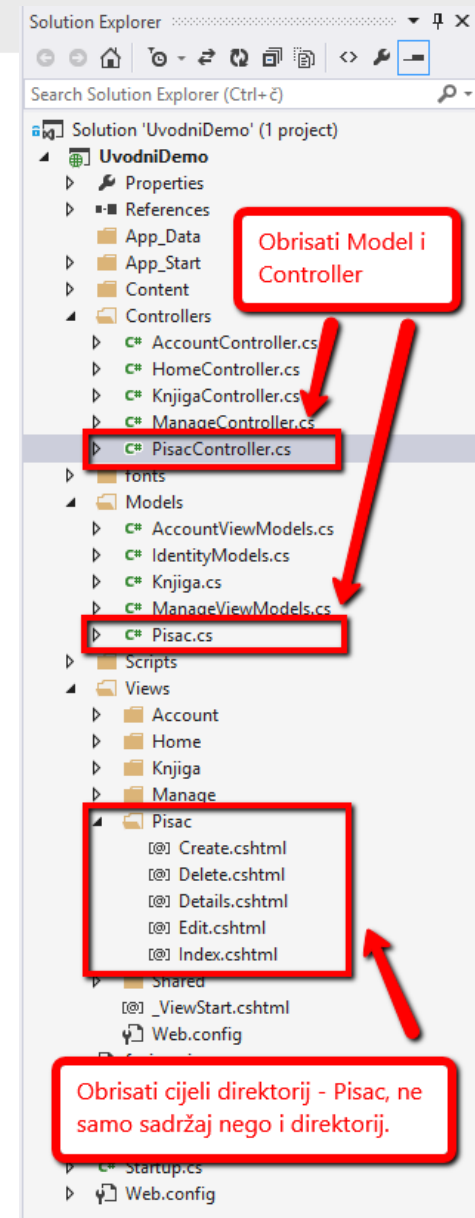 Solution Explorer
Search Solution Explorer (Ctrl+č)
Solution 'UvodniDemo' (1 project)
UvodniDemo
Properties
References
App_Data
App_Start
Content
Obrisati Model i
Controller
Controllers
C# AccountController.cs
C# HomeController.cs
C# KnjigaController.cs
C# ManageController.cs
C# PisacController.cs
fonts
Models
C# AccountViewModels.cs
C# IdentityModels.cs
C# Knjiga.cs
C# ManageViewModels.cs
C# Pisac.cs
Scripts
Views
Account
Home
Knjiga
Manage
Pisac
[@] Create.cshtml
[@] Delete.cshtml
[@] Details.cshtml
[@] Edit.cshtml
[@] Index.cshtml
Shared
[@] _ViewStart.cshtml
Web.config
Obrisati cijeli direktorij - Pisac, ne
samo sadržaj nego i direktorij.
C# Startup.cs
Web.config